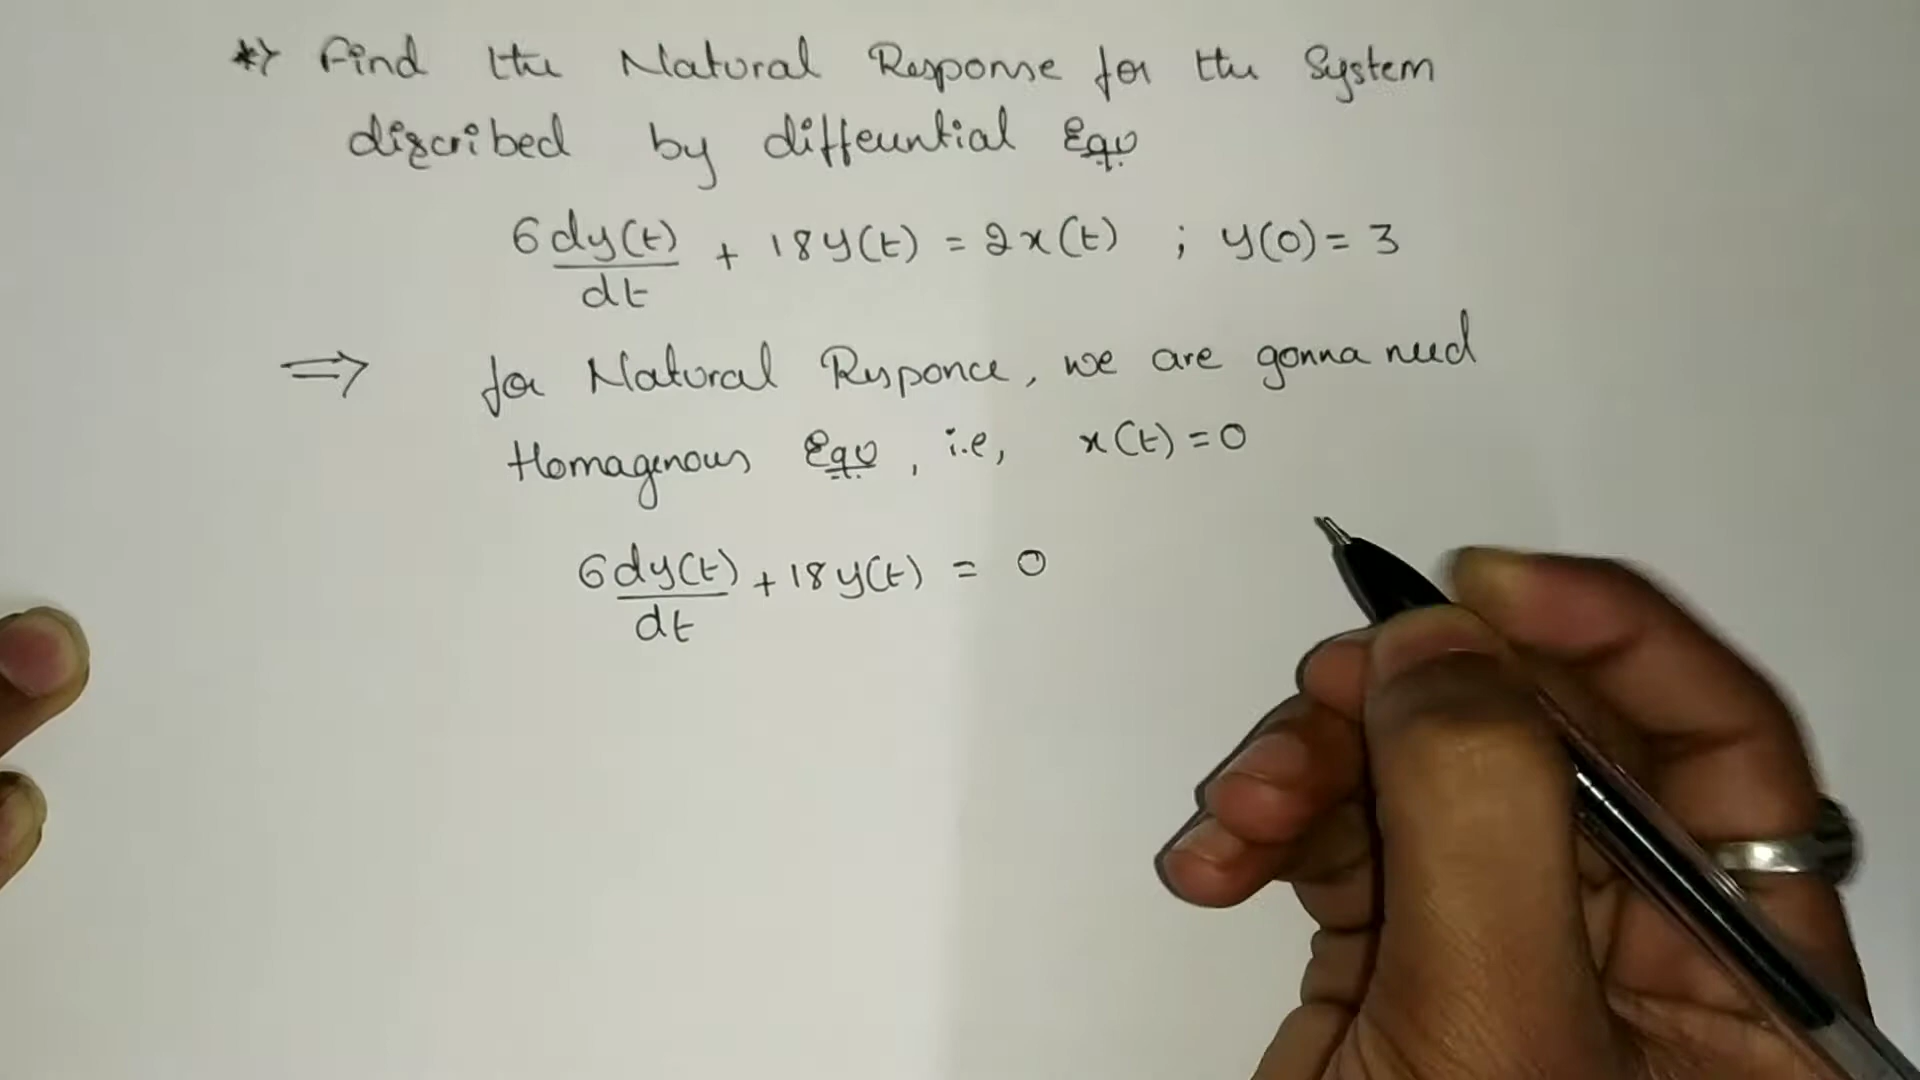 *> Find the Natural Response for the System
discribed by differential Equ
6 dy(t)/dt + 18y(t) = 2x(t) ; y(0) = 3
⇒ for Natural Responce, we are gonna need
Homagenous Equ, i.e, x(t) = 0
6 dy(t)/dt + 18y(t) = 0